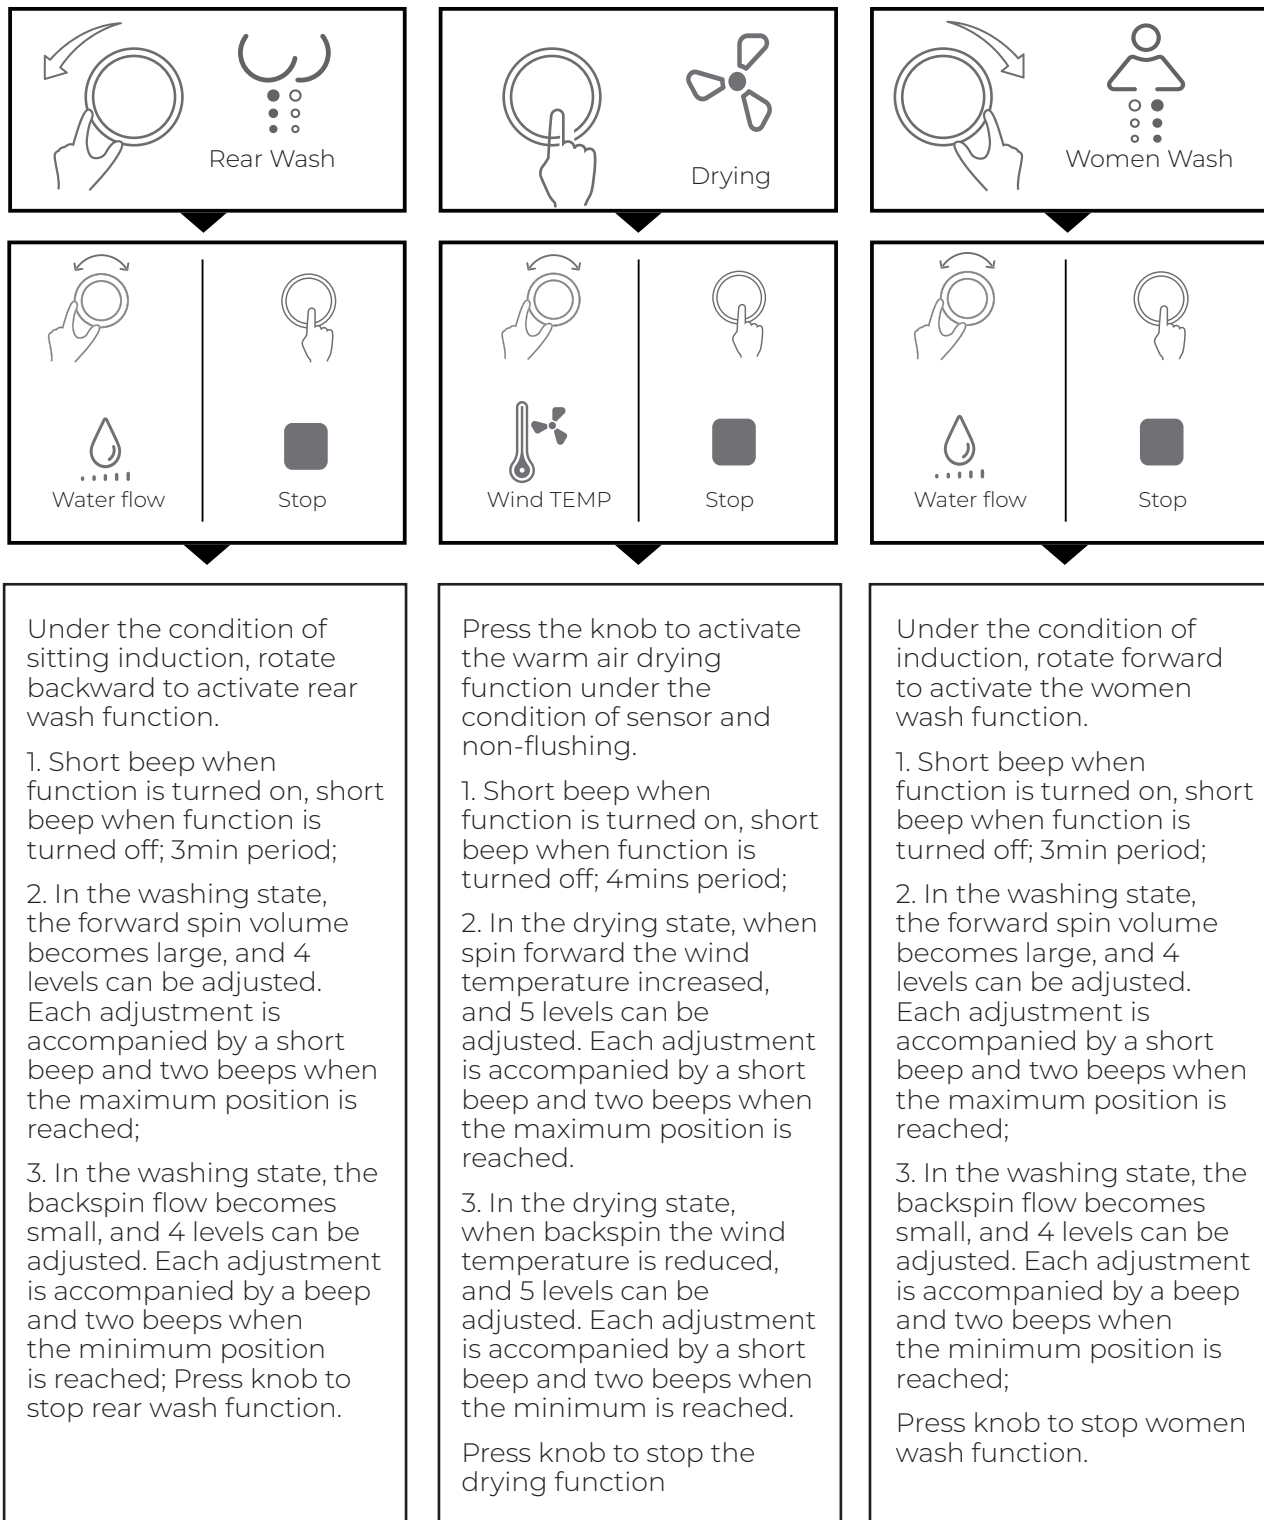 Rear Wash
Drying
Women Wash
Water flow
Stop
Wind TEMP
Stop
Water flow
Stop
Under the condition of
sitting induction, rotate
backward to activate rear
wash function.
1. Short beep when
function is turned on, short
beep when function is
turned off; 3min period;
2. In the washing state,
the forward spin volume
becomes large, and 4
levels can be adjusted.
Each adjustment is
accompanied by a short
beep and two beeps when
the maximum position is
reached;
3. In the washing state, the
backspin flow becomes
small, and 4 levels can be
adjusted. Each adjustment
is accompanied by a beep
and two beeps when
the minimum position
is reached; Press knob to
stop rear wash function.
Press the knob to activate
the warm air drying
function under the
condition of sensor and
non-flushing.
1. Short beep when
function is turned on, short
beep when function is
turned off; 4mins period;
2. In the drying state, when
spin forward the wind
temperature increased,
and 5 levels can be
adjusted. Each adjustment
is accompanied by a short
beep and two beeps when
the maximum position is
reached.
3. In the drying state,
when backspin the wind
temperature is reduced,
and 5 levels can be
adjusted. Each adjustment
is accompanied by a short
beep and two beeps when
the minimum is reached.
Press knob to stop the
drying function
Under the condition of
induction, rotate forward
to activate the women
wash function.
1. Short beep when
function is turned on, short
beep when function is
turned off; 3min period;
2. In the washing state,
the forward spin volume
becomes large, and 4
levels can be adjusted.
Each adjustment is
accompanied by a short
beep and two beeps when
the maximum position is
reached;
3. In the washing state, the
backspin flow becomes
small, and 4 levels can be
adjusted. Each adjustment
is accompanied by a beep
and two beeps when
the minimum position is
reached;
Press knob to stop women
wash function.